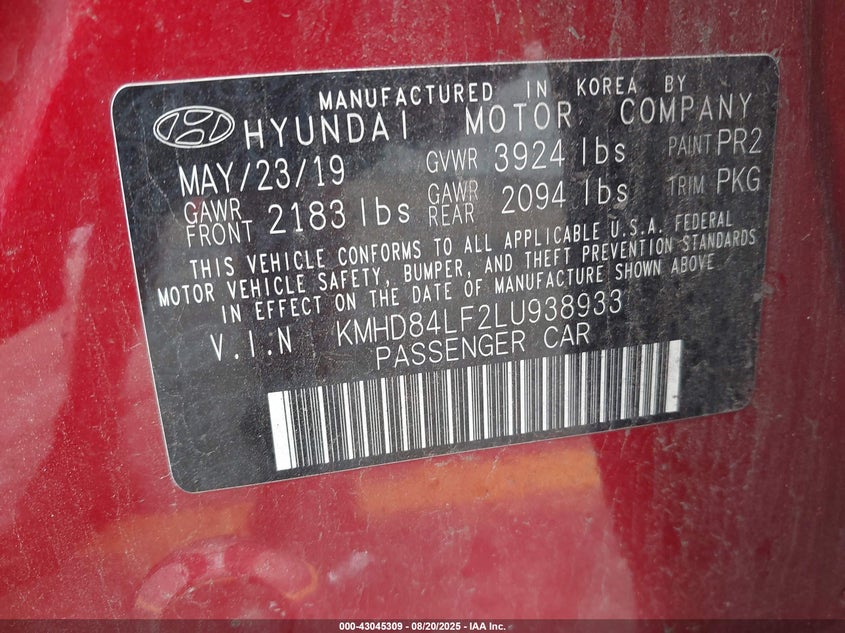 MANUFACTURED IN KOREA BY
HYUNDAI MOTOR COMPANY
MAY/23/19 GVWR 3924 lbs PAINT PR2
GAWR FRONT 2183 lbs GAWR REAR 2094 lbs TRIM PKG
THIS VEHICLE CONFORMS TO ALL APPLICABLE U.S.A. FEDERAL
MOTOR VEHICLE SAFETY, BUMPER, AND THEFT PREVENTION STANDARDS
IN EFFECT ON THE DATE OF MANUFACTURE SHOWN ABOVE
V.I.N KMHD84LF2LU938933
PASSENGER CAR
000-43045309 | 08/20/2025 - IAA Inc.